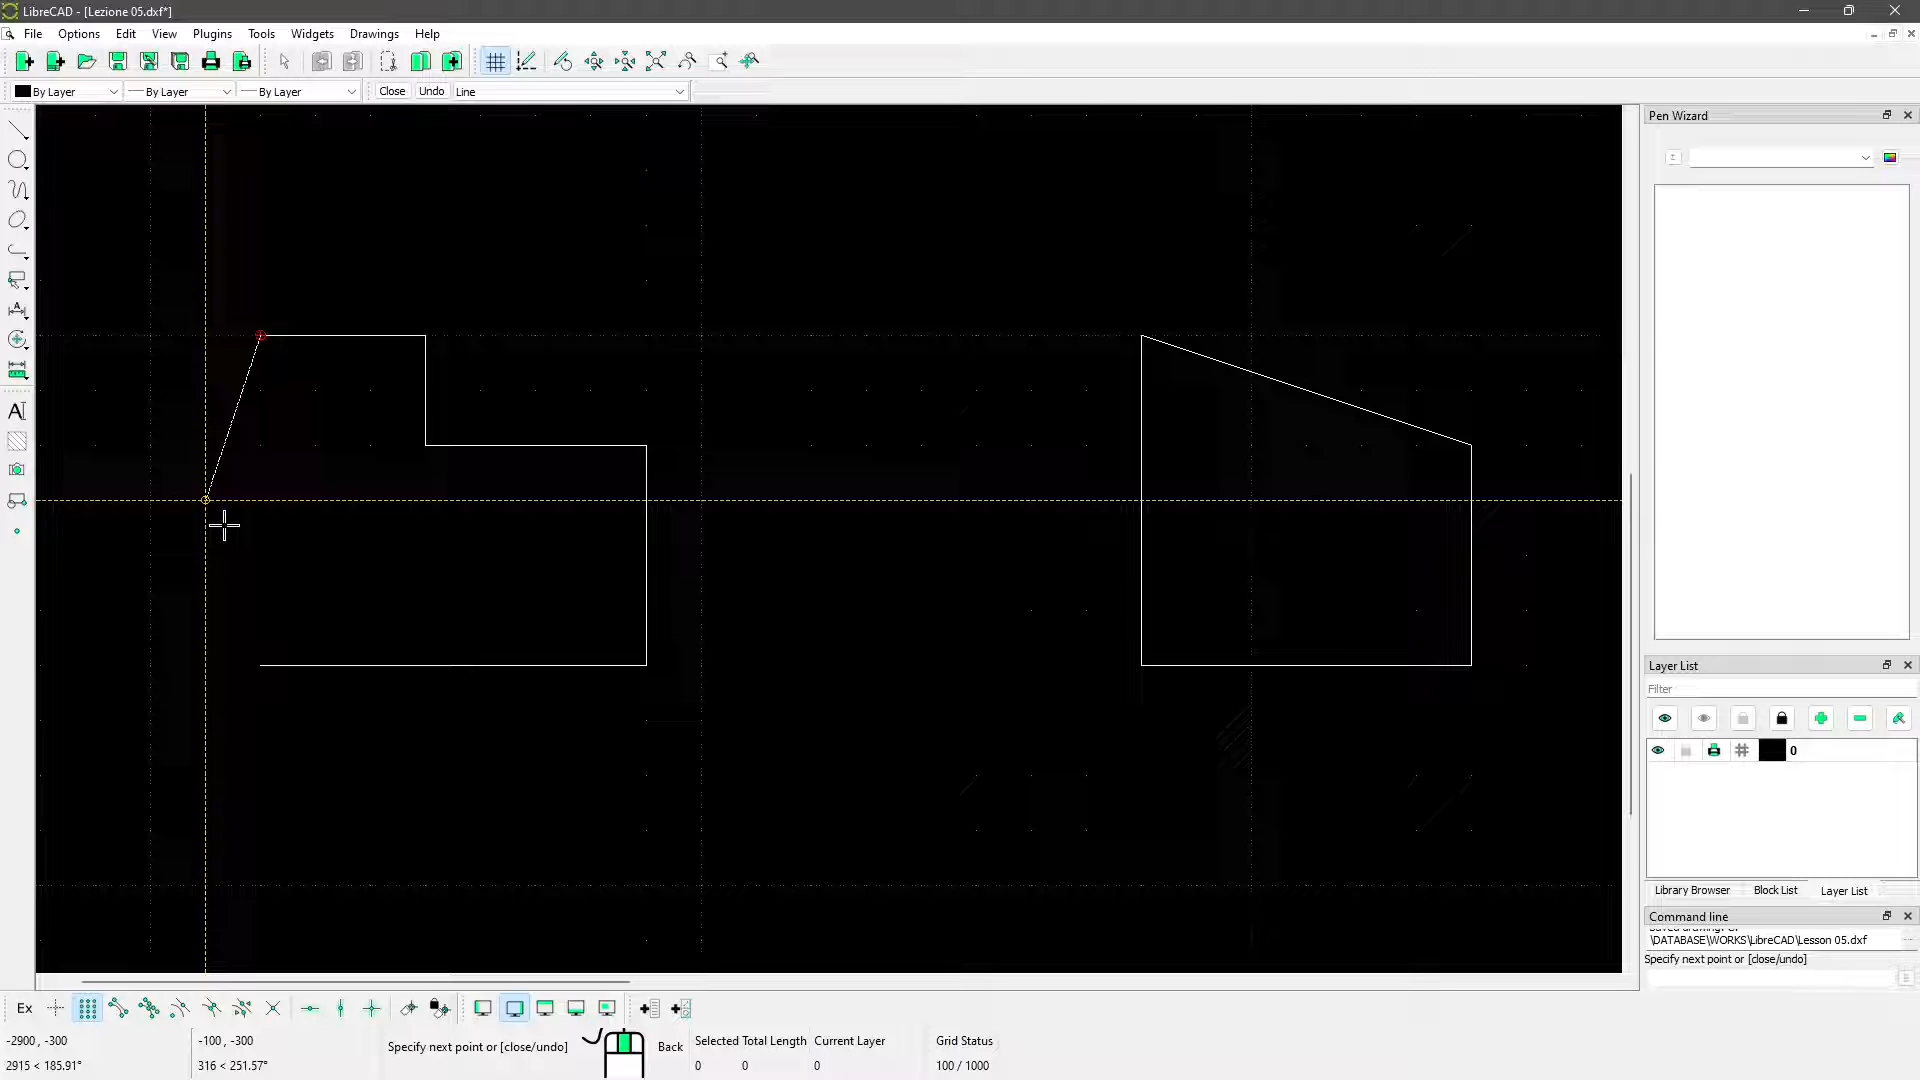 LibreCAD - [Lezione 05.dxf*]
File Options Edit View Plugins Tools Widgets Drawings Help
By Layer By Layer By Layer Close Undo Line
Pen Wizard
Layer List
Filter
0
Library Browser Block List Layer List
Command line
\DATABASE\WORKS\LibreCAD\Lesson 05.dxf
Specify next point or [close/undo]
Ex
-2900 , -300
2915 < 185.91°
-100 , -300
316 < 251.57°
Specify next point or [close/undo]
Back
Selected Total Length Current Layer Grid Status
0 0 0 100 / 1000